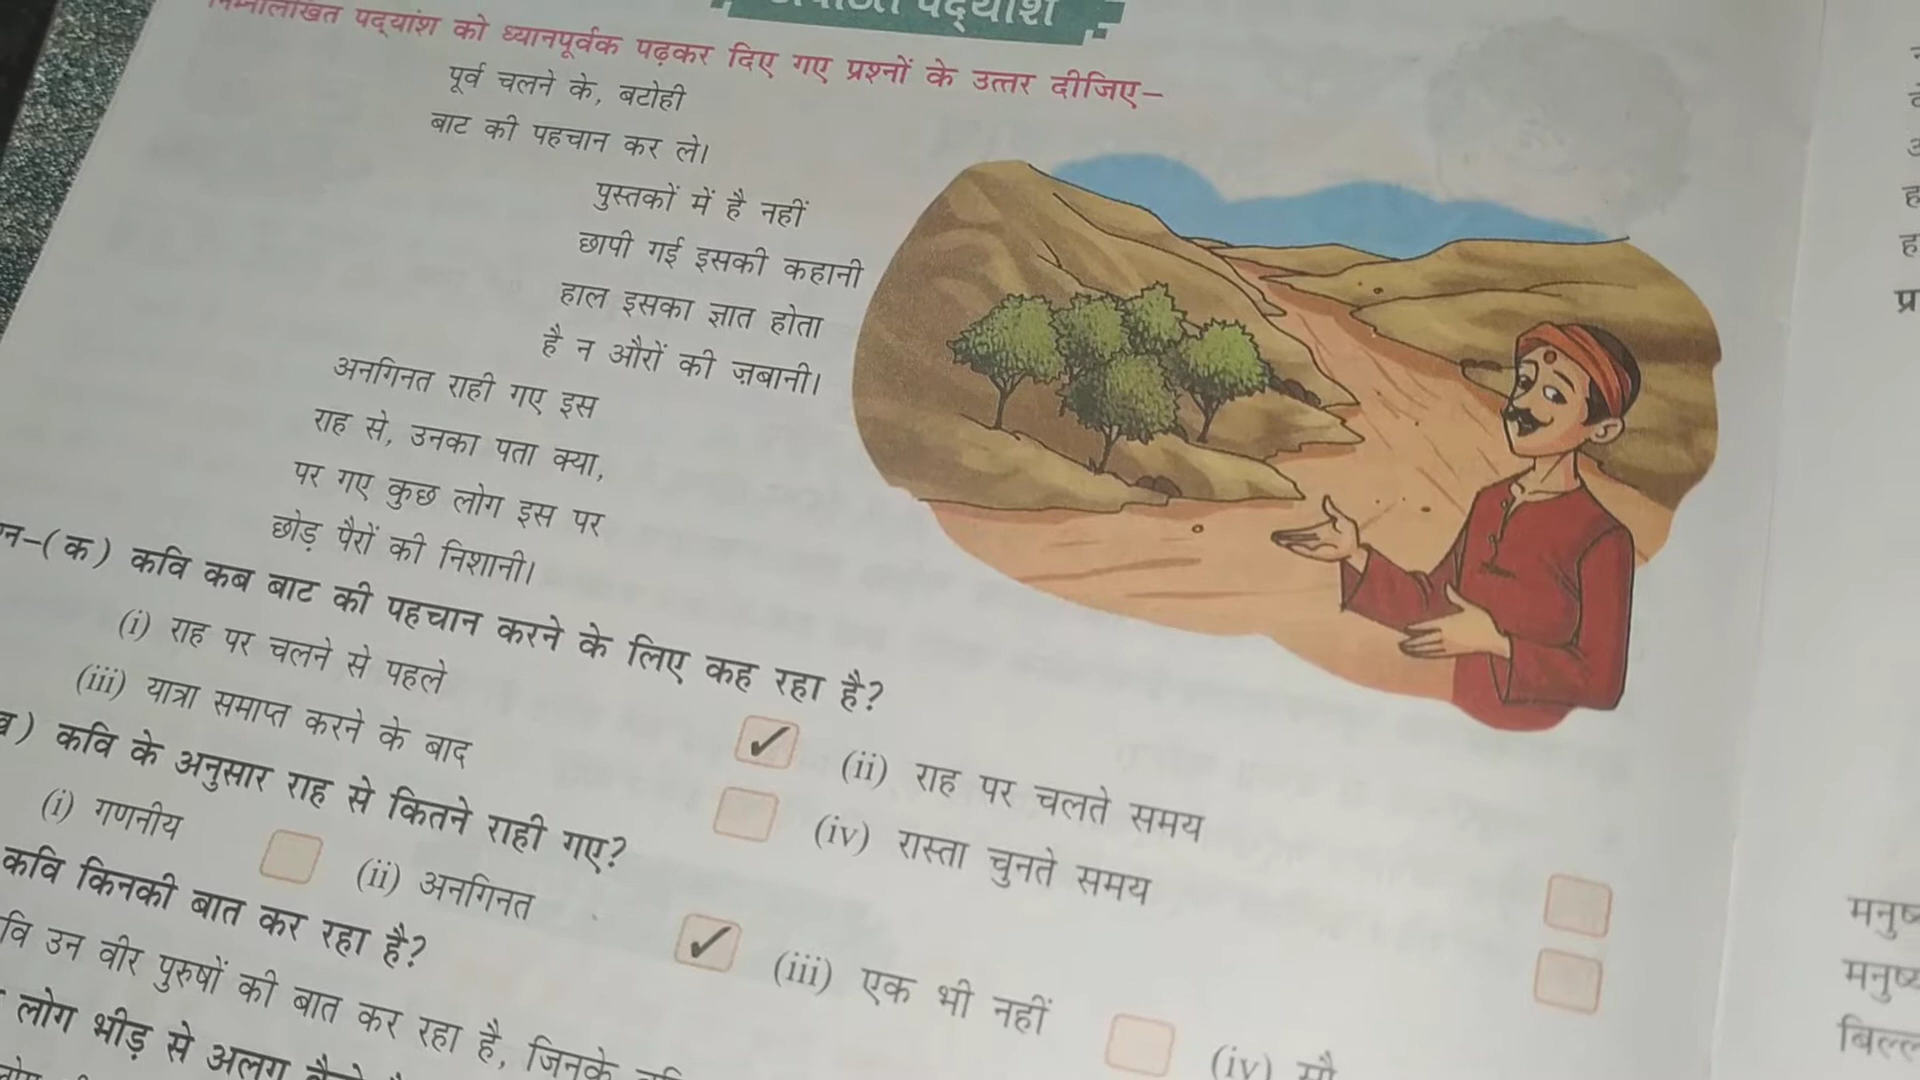 पद्यांश
निम्नलिखित पद्यांश को ध्यानपूर्वक पढ़कर दिए गए प्रश्नों के उत्तर दीजिए–
पूर्व चलने के, बटोही
बाट की पहचान कर ले।
पुस्तकों में है नहीं
छापी गई इसकी कहानी
हाल इसका ज्ञात होता
है न औरों की ज़बानी।
अनगिनत राही गए इस
राह से, उनका पता क्या,
पर गए कुछ लोग इस पर
छोड़ पैरों की निशानी।
न–(क) कवि कब बाट की पहचान करने के लिए कह रहा है?
(i) राह पर चलने से पहले ✓ (ii) राह पर चलते समय
(iii) यात्रा समाप्त करने के बाद (iv) रास्ता चुनते समय
) कवि के अनुसार राह से कितने राही गए?
(i) गणनीय (ii) अनगिनत ✓ (iii) एक भी नहीं (iv) सौ
कवि किनकी बात कर रहा है?
वि उन वीर पुरुषों की बात कर रहा है, जिनके
लोग भीड़ से अलग
प्र
मनुष्य
मनुष्य
बिल्ल